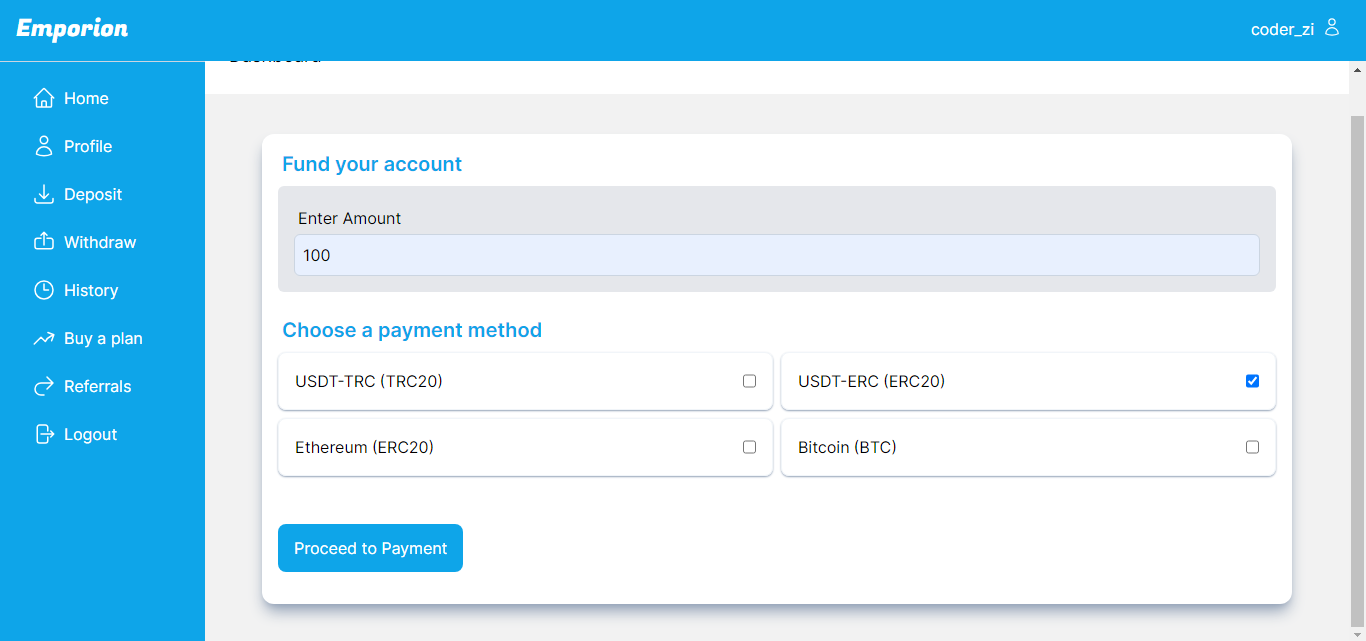 Emporion
coder_zi
Dashboard
Home
Profile
Deposit
Withdraw
History
Buy a plan
Referrals
Logout
Fund your account
Enter Amount
100
Choose a payment method
USDT-TRC (TRC20)
USDT-ERC (ERC20)
Ethereum (ERC20)
Bitcoin (BTC)
Proceed to Payment